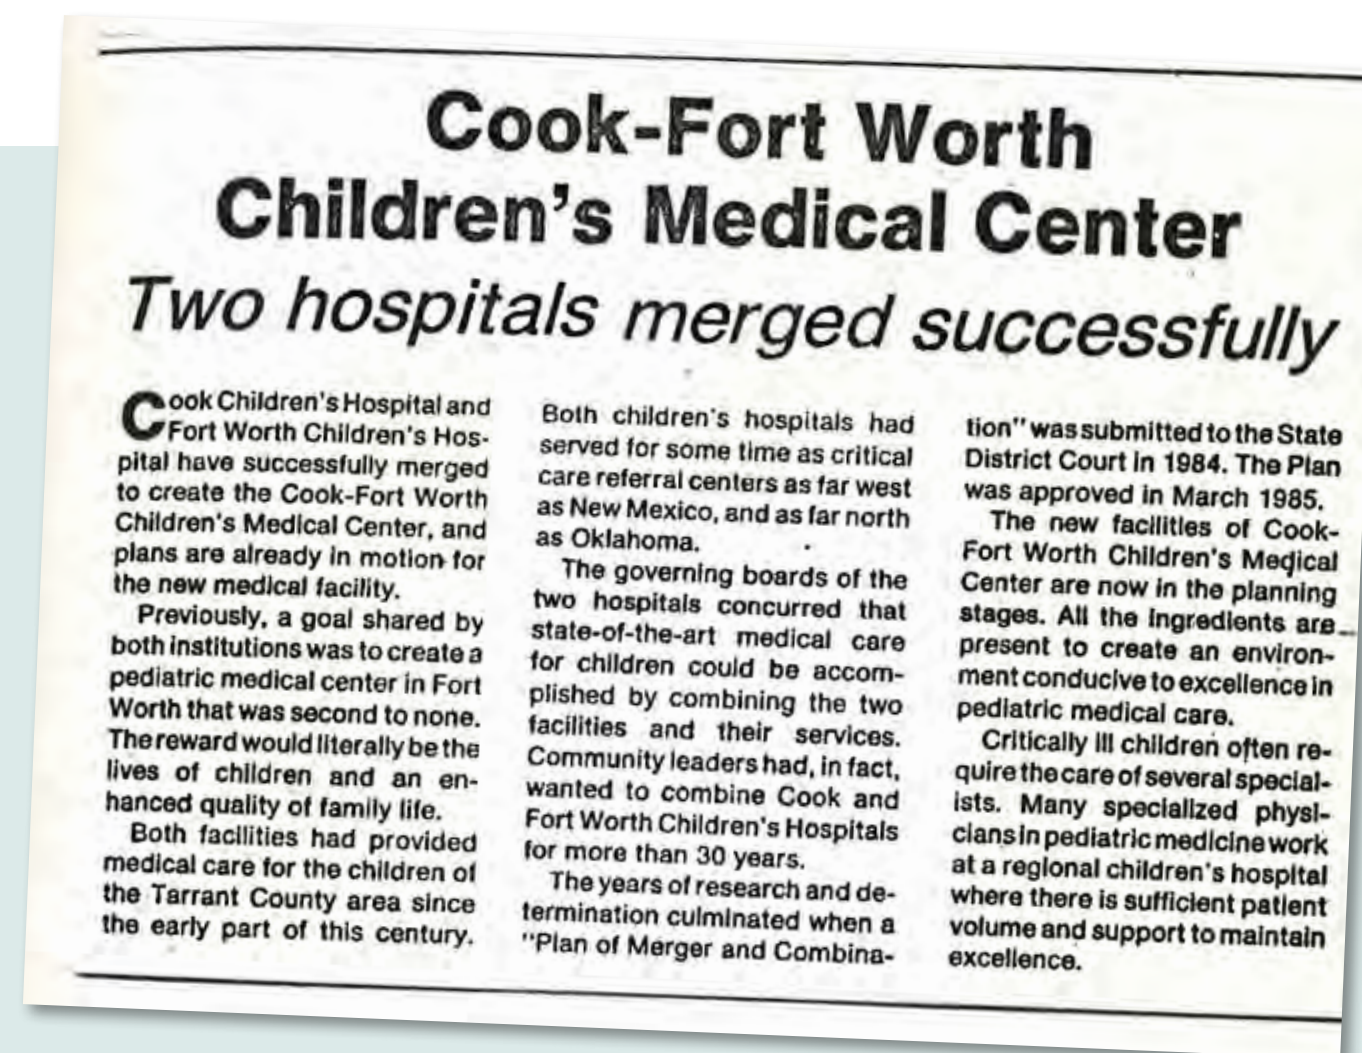 Cook-Fort Worth
Children's Medical Center
Two hospitals merged successfully
Cook Children's Hospital and
Fort Worth Children's Hos-
pital have successfully merged
to create the Cook-Fort Worth
Children's Medical Center, and
plans are already in motion for
the new medical facility.
Previously, a goal shared by
both institutions was to create a
pediatric medical center in Fort
Worth that was second to none.
The reward would literally be the
lives of children and an en-
hanced quality of family life.
Both facilities had provided
medical care for the children of
the Tarrant County area since
the early part of this century.
Both children's hospitals had
served for some time as critical
care referral centers as far west
as New Mexico, and as far north
as Oklahoma.
The governing boards of the
two hospitals concurred that
state-of-the-art medical care
for children could be accom-
plished by combining the two
facilities and their services.
Community leaders had, in fact,
wanted to combine Cook and
Fort Worth Children's Hospitals
for more than 30 years.
The years of research and de-
termination culminated when a
"Plan of Merger and Combina-
tion" was submitted to the State
District Court in 1984. The Plan
was approved in March 1985.
The new facilities of Cook-
Fort Worth Children's Medical
Center are now in the planning
stages. All the ingredients are
present to create an environ-
ment conducive to excellence in
pediatric medical care.
Critically ill children often re-
quire the care of several special-
ists. Many specialized physi-
cians in pediatric medicine work
at a regional children's hospital
where there is sufficient patient
volume and support to maintain
excellence.